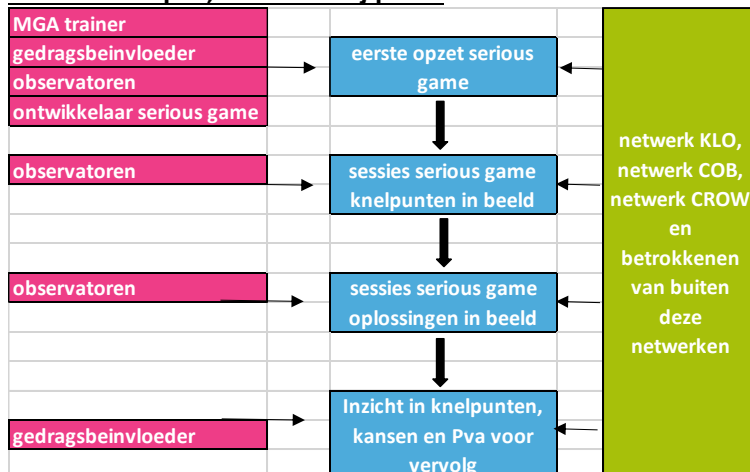 MGA trainer
gedragsbeinvloeder
observatoren
ontwikkelaar serious game
eerste opzet serious
game
observatoren
sessies serious game
knelpunten in beeld
observatoren
sessies serious game
oplossingen in beeld
gedragsbeinvloeder
Inzicht in knelpunten,
kansen en Pva voor
vervolg
netwerk KLO,
netwerk COB,
netwerk CROW
en
betrokkenen
van buiten
deze
netwerken